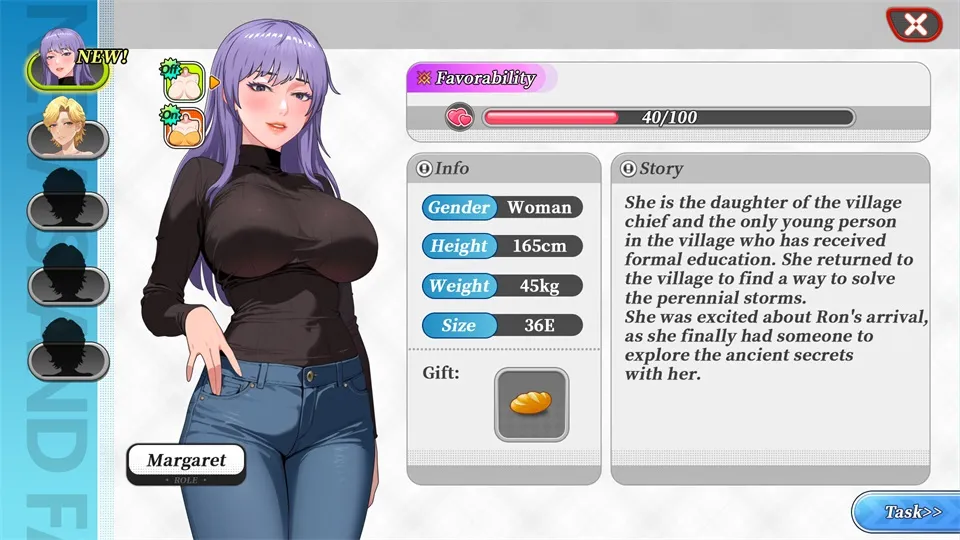 NEW!
Off
On
Margaret
ROLE
Favorability
40/100
Info
Gender Woman
Height 165cm
Weight 45kg
Size 36E
Gift:
Story
She is the daughter of the village
chief and the only young person
in the village who has received
formal education. She returned to
the village to find a way to solve
the perennial storms.
She was excited about Ron's arrival,
as she finally had someone to
explore the ancient secrets
with her.
Task>>